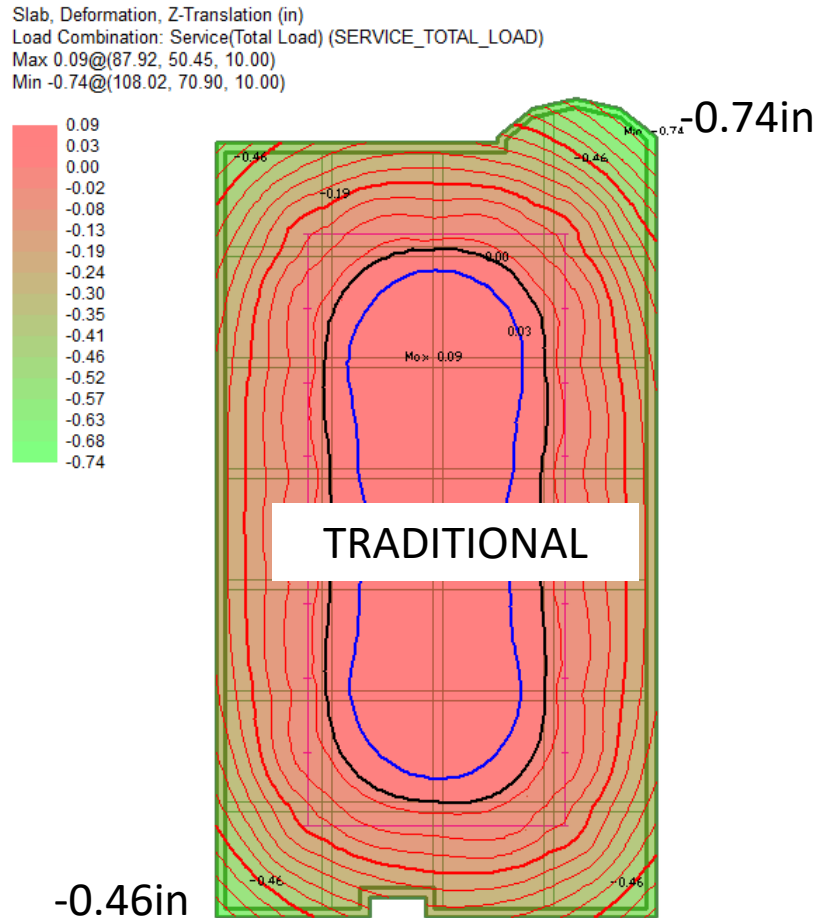 Slab, Deformation, Z-Translation (in)
Load Combination: Service(Total Load) (SERVICE_TOTAL_LOAD)
Max 0.09@(87.92, 50.45, 10.00)
Min -0.74@(108.02, 70.90, 10.00)
0.09
0.03
0.00
-0.02
-0.08
-0.13
-0.19
-0.24
-0.30
-0.35
-0.41
-0.46
-0.52
-0.57
-0.63
-0.68
-0.74
Min -0.74
-0.74in
-0.46
-0.46
-0.19
0.00
0.03
Max 0.09
TRADITIONAL
-0.46
-0.46
-0.46in